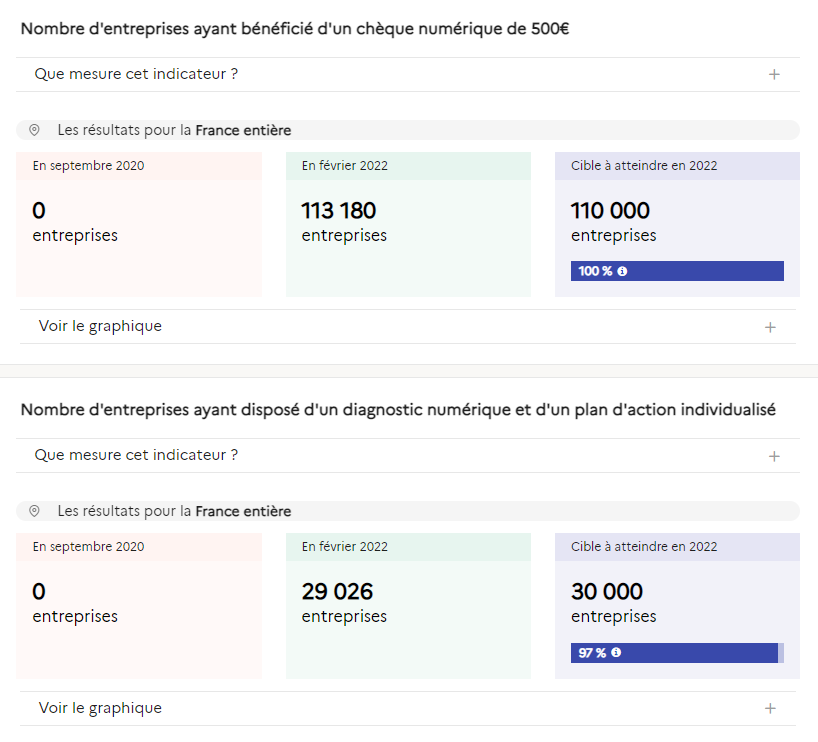 Nombre d'entreprises ayant bénéficié d'un chèque numérique de 500€
Que mesure cet indicateur ?
Les résultats pour la France entière
En septembre 2020
En février 2022
Cible à atteindre en 2022
0
113 180
110 000
entreprises
entreprises
entreprises
100 %
Voir le graphique
Nombre d'entreprises ayant disposé d'un diagnostic numérique et d'un plan d'action individualisé
Que mesure cet indicateur ?
Les résultats pour la France entière
En septembre 2020
En février 2022
Cible à atteindre en 2022
0
29 026
30 000
entreprises
entreprises
entreprises
97 %
Voir le graphique